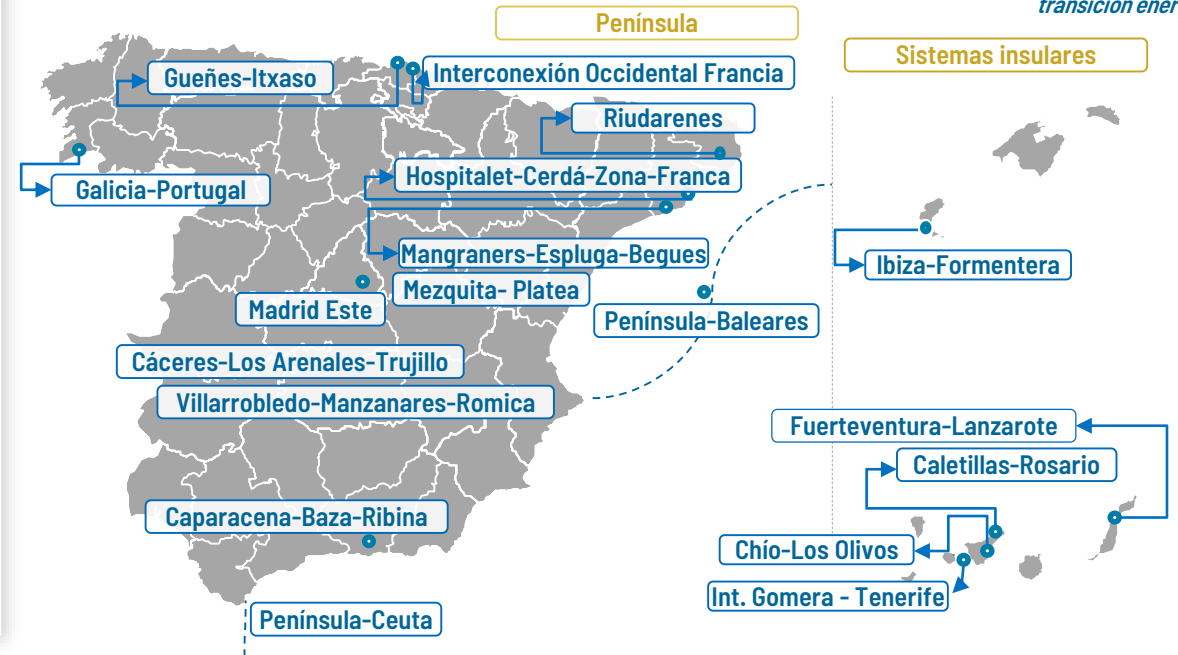 transición ener
Península
Sistemas insulares
Gueñes-Itxaso
Interconexión Occidental Francia
Riudarenes
Hospitalet-Cerdá-Zona-Franca
Galicia-Portugal
Mangraners-Espluga-Begues
Ibiza-Formentera
Mezquita- Platea
Madrid Este
Península-Baleares
Cáceres-Los Arenales-Trujillo
Villarrobledo-Manzanares-Romica
Fuerteventura-Lanzarote
Caletillas-Rosario
Caparacena-Baza-Ribina
Chío-Los Olivos
Int. Gomera - Tenerife
Península-Ceuta